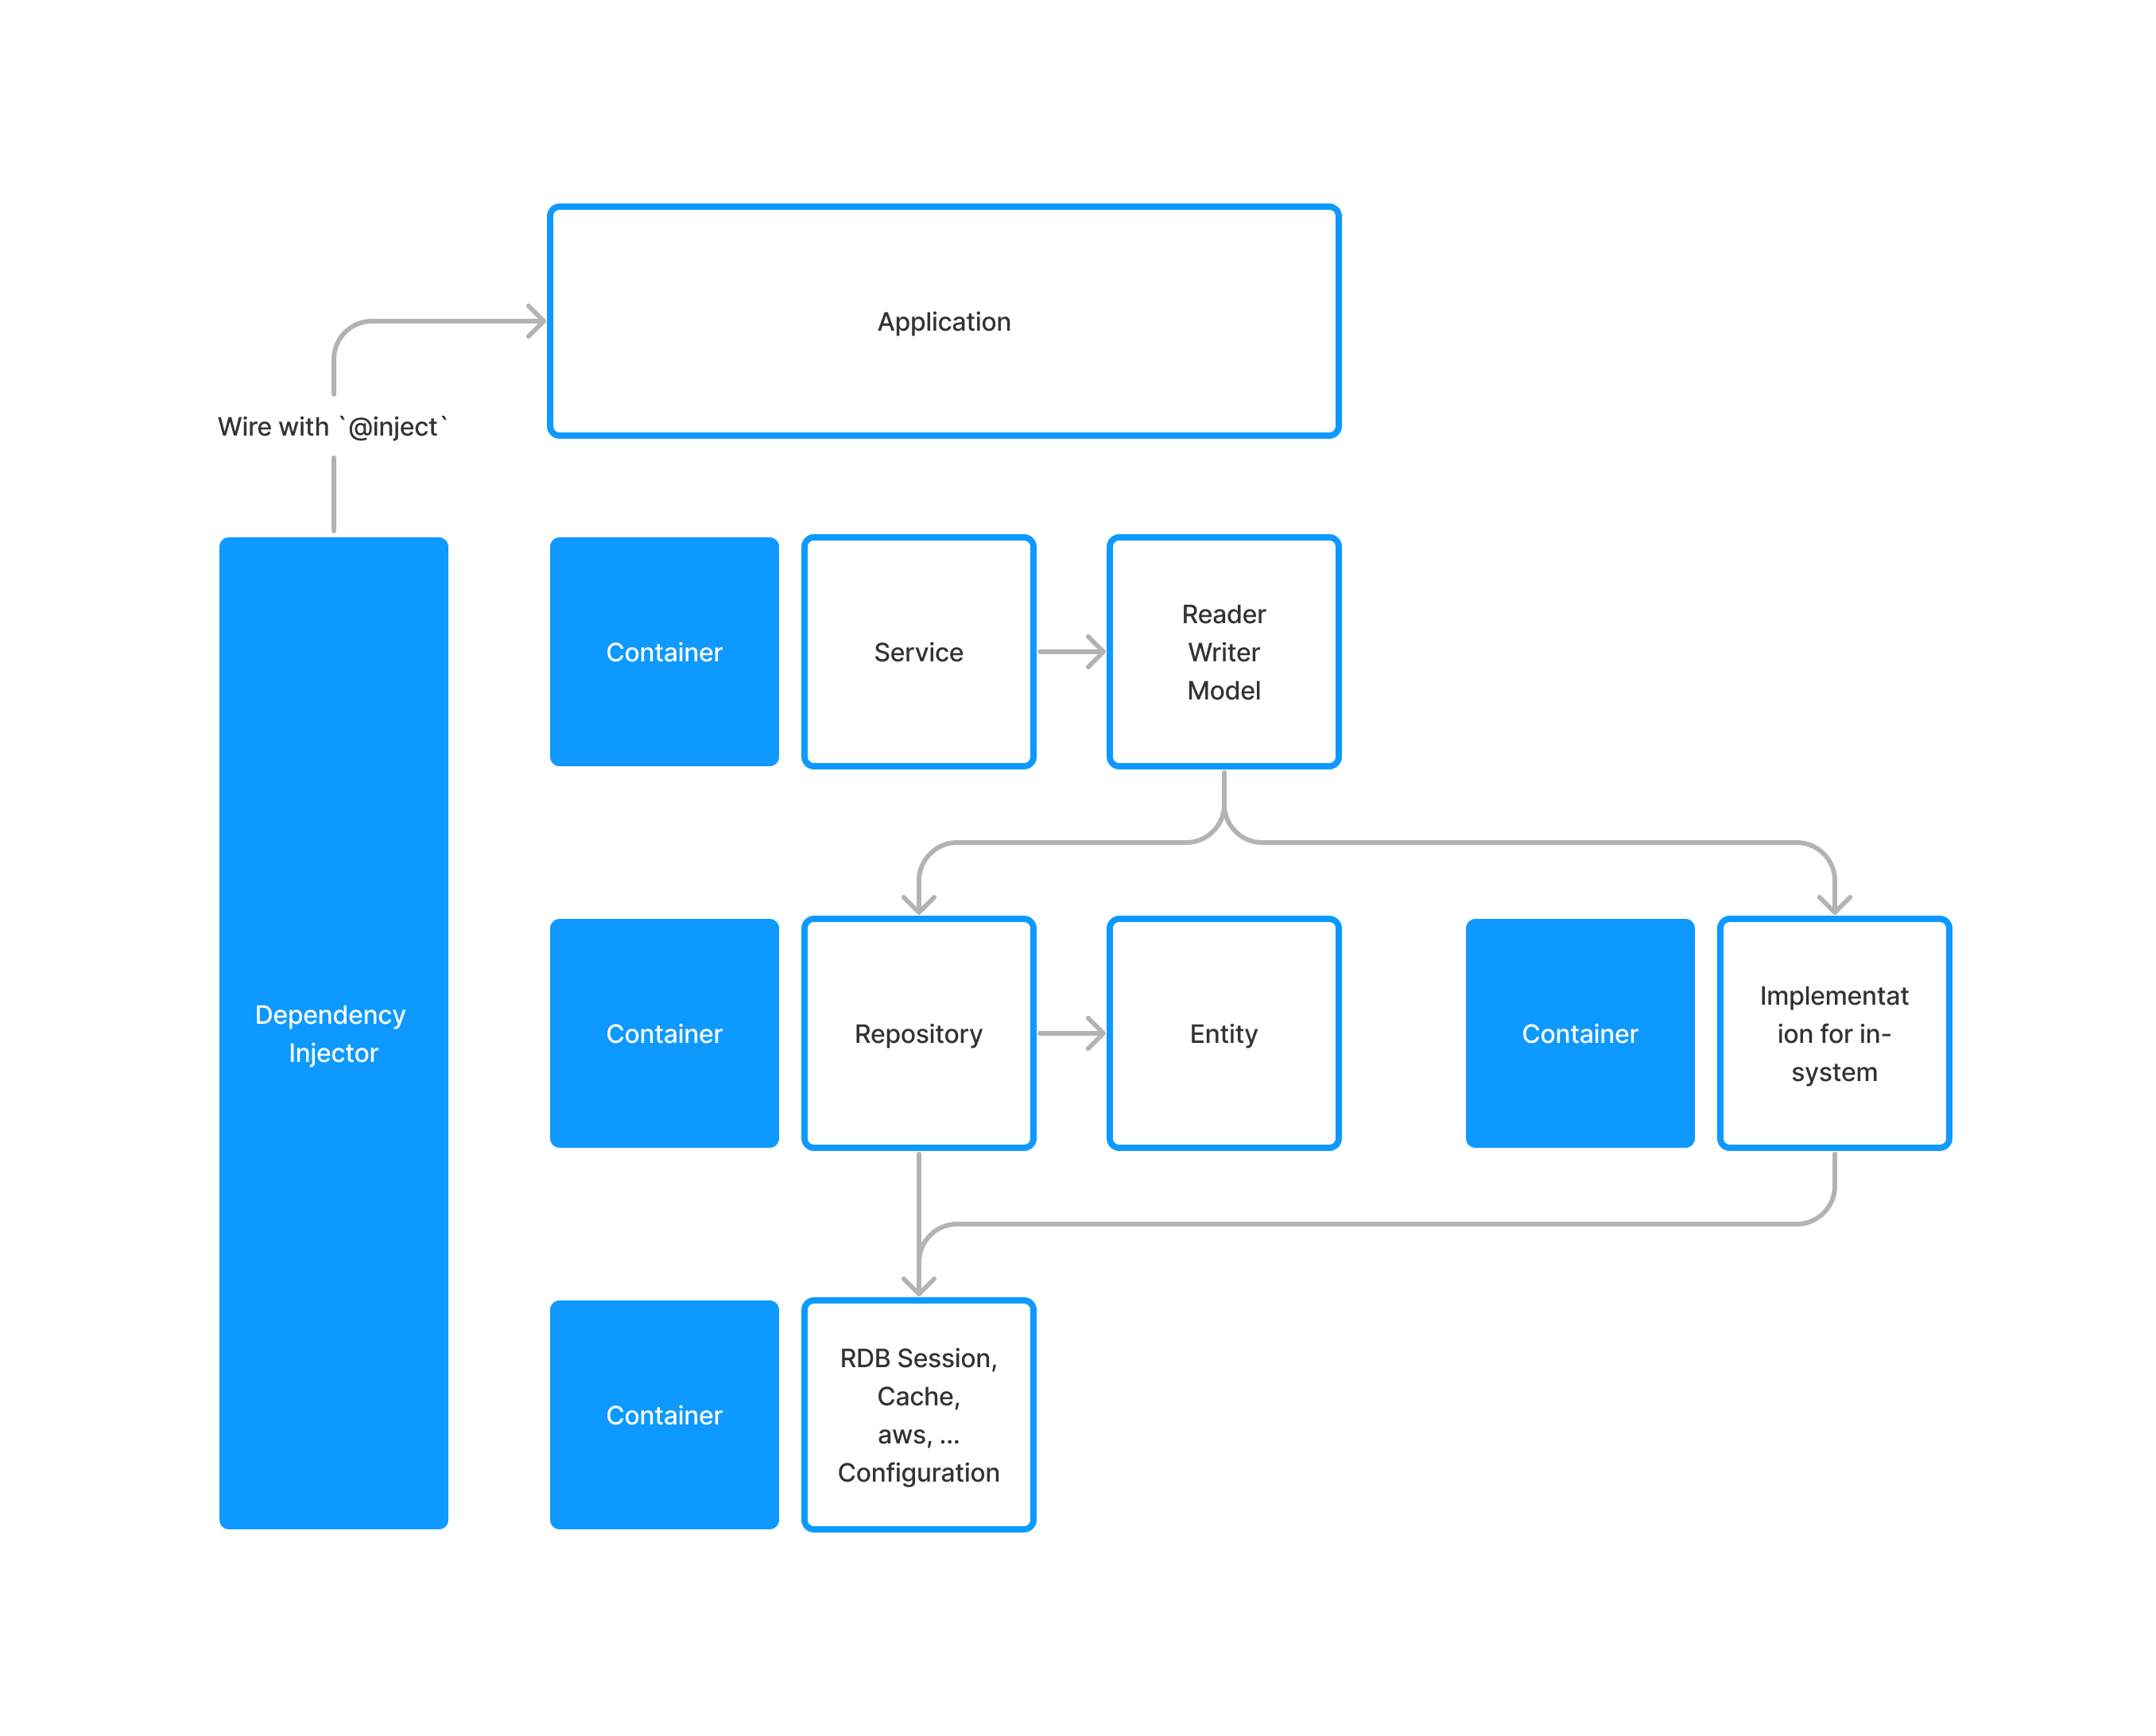 Application
Wire with `@inject`
Container
Service
Reader
Writer
Model
Dependency
Injector
Container
Repository
Entity
Container
Implementat
ion for in-
system
Container
RDB Session,
Cache,
aws, ...
Configuration